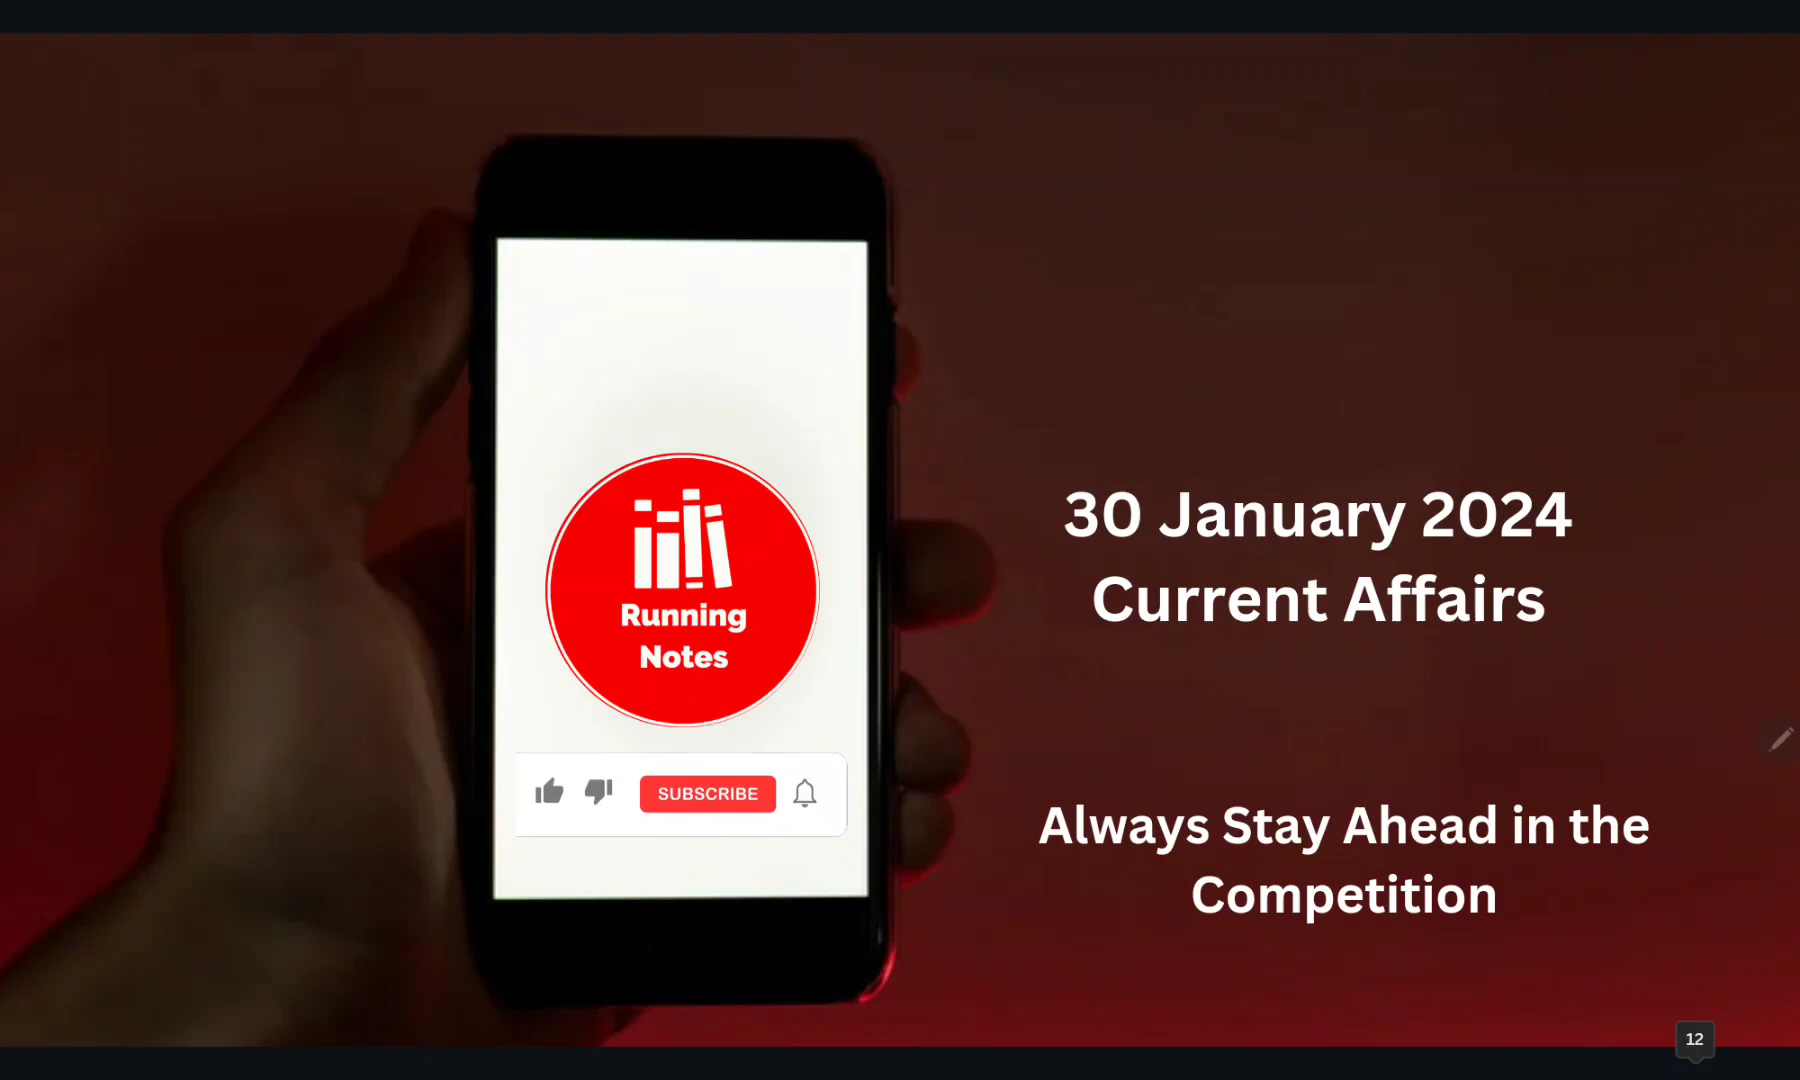 30 January 2024
Current Affairs
Running
Notes
SUBSCRIBE
Always Stay Ahead in the
Competition
12